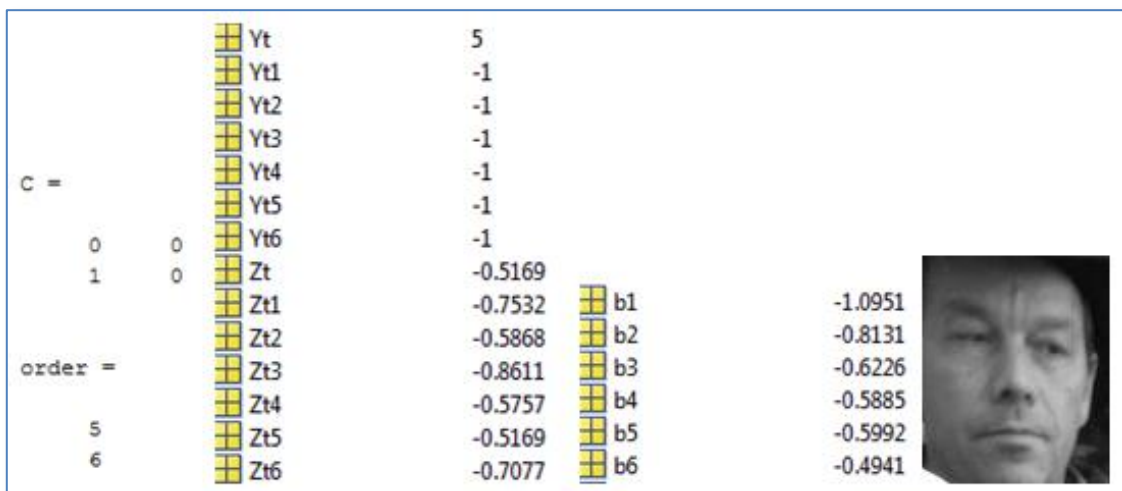 C =
0 0
1 0
order =
5
6
Yt 5
Yt1 -1
Yt2 -1
Yt3 -1
Yt4 -1
Yt5 -1
Yt6 -1
Zt -0.5169
Zt1 -0.7532
Zt2 -0.5868
Zt3 -0.8611
Zt4 -0.5757
Zt5 -0.5169
Zt6 -0.7077
b1 -1.0951
b2 -0.8131
b3 -0.6226
b4 -0.5885
b5 -0.5992
b6 -0.4941